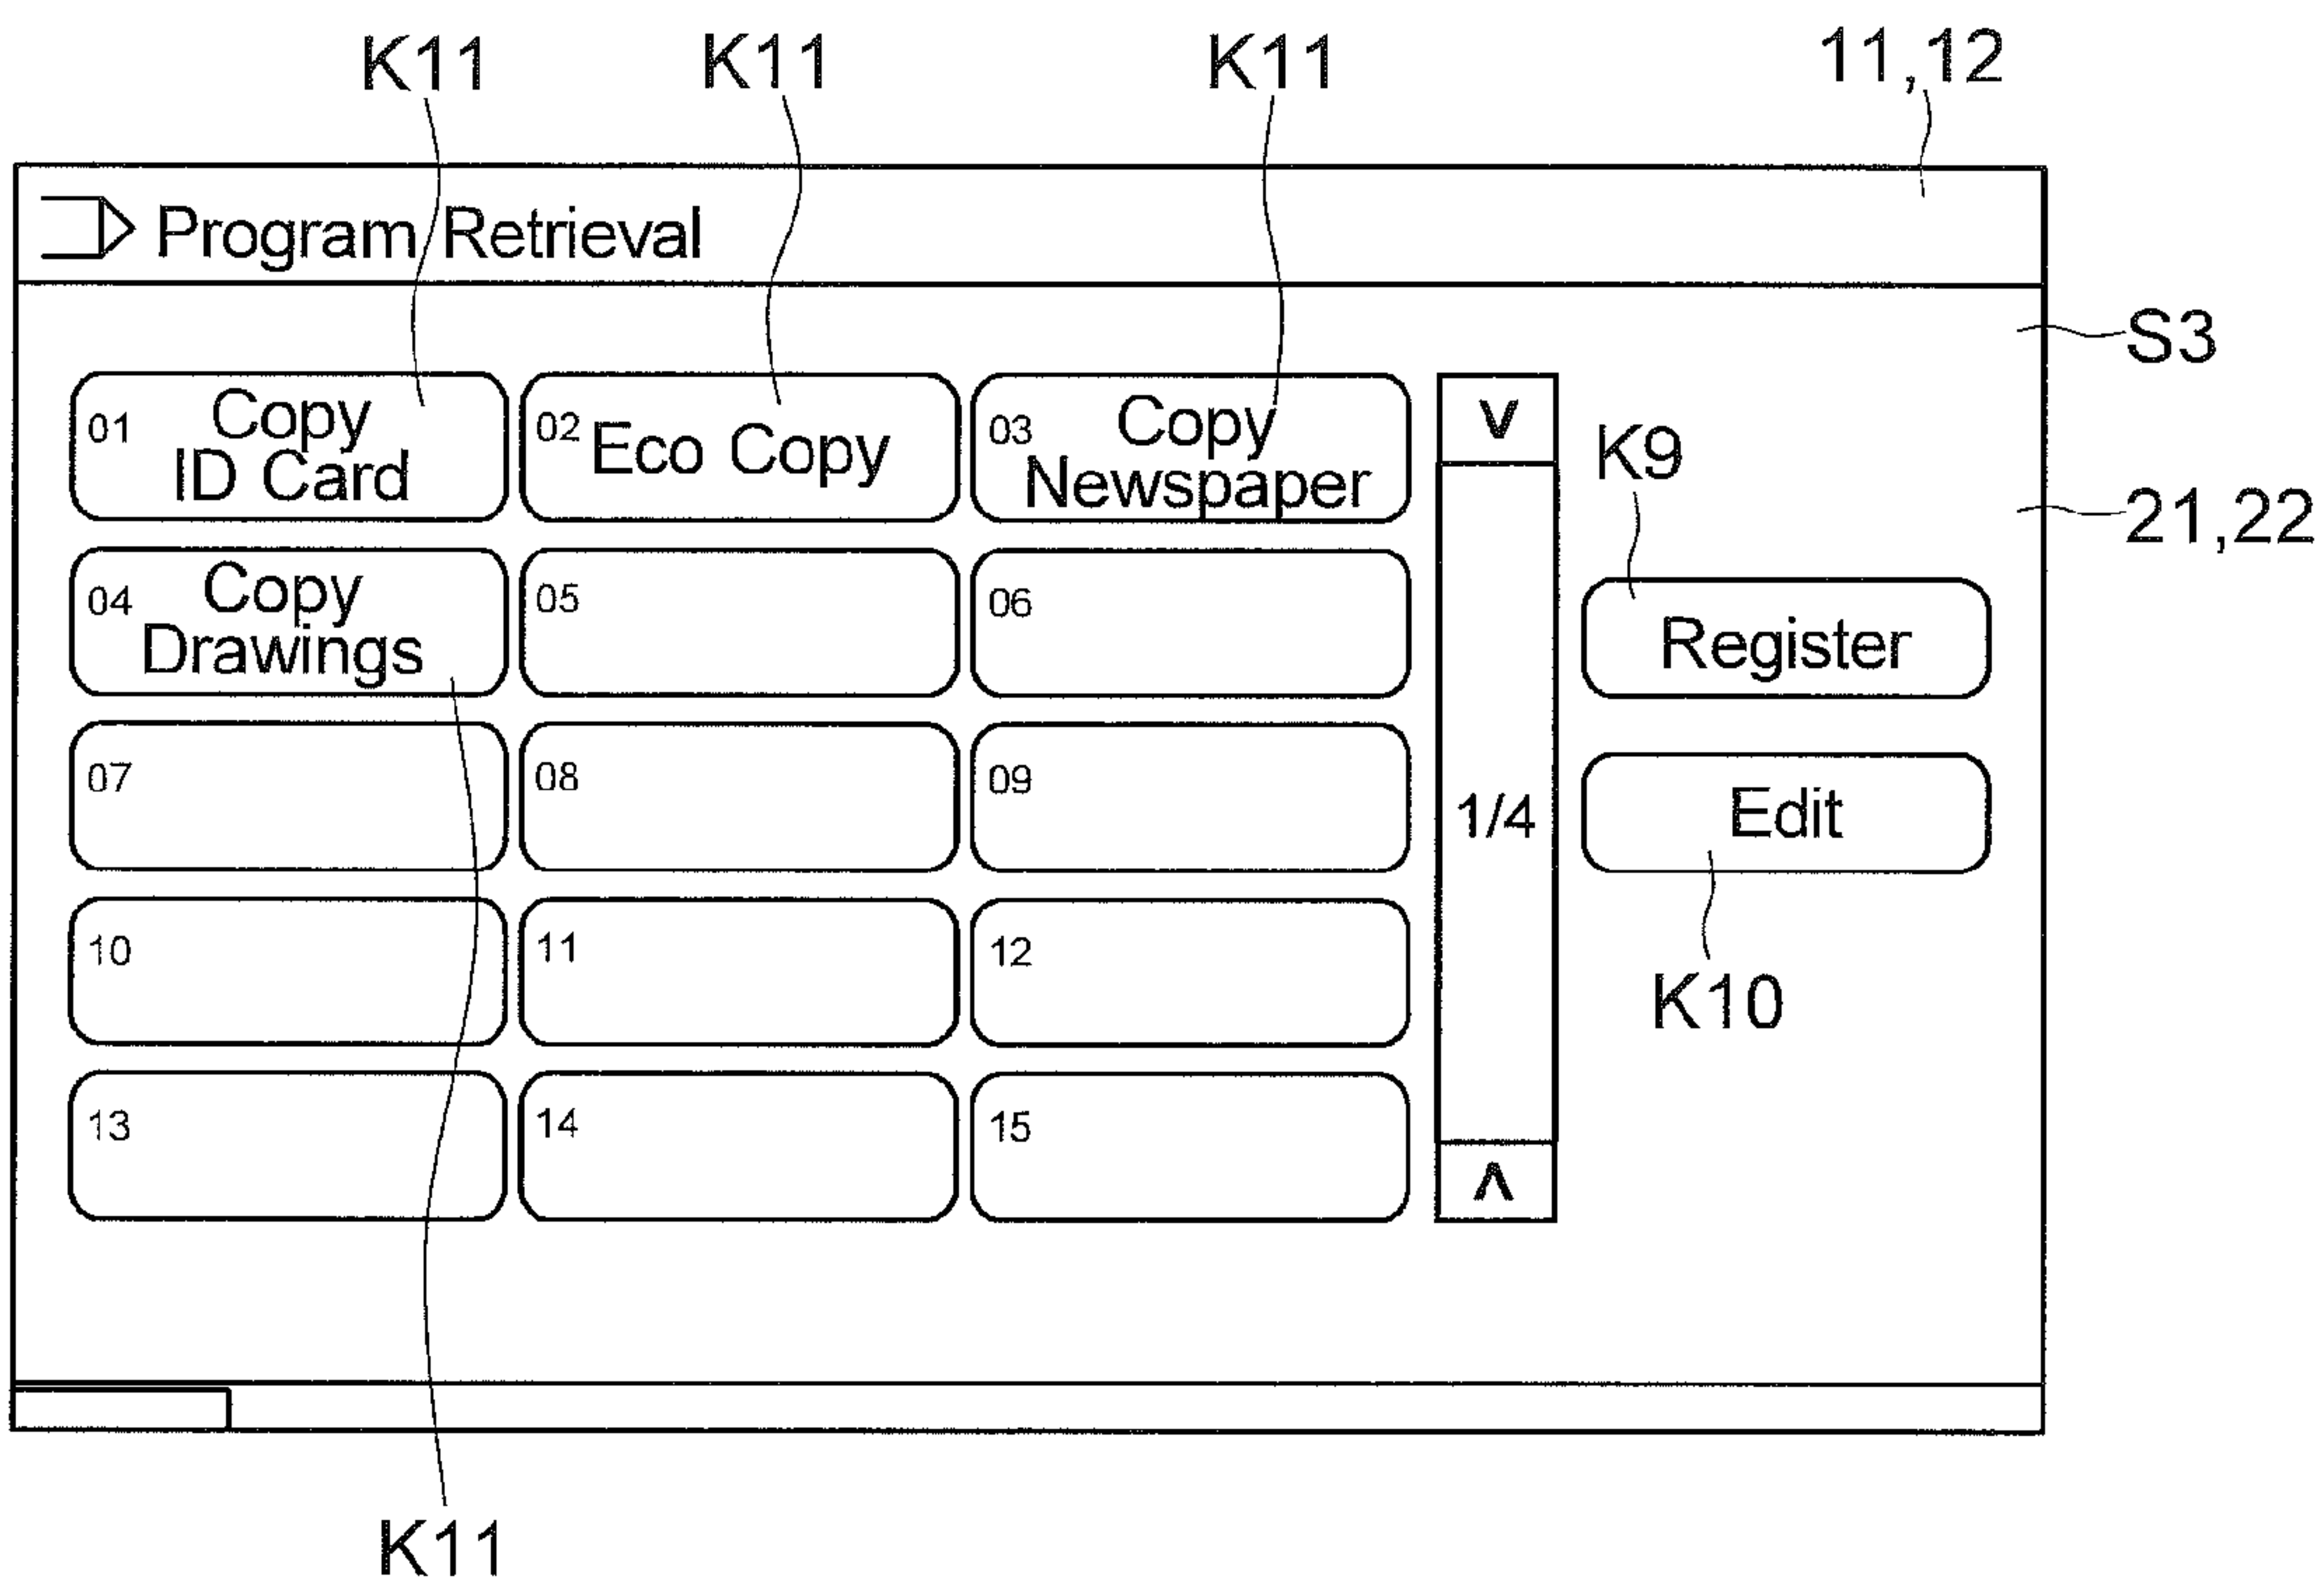 K11 K11 K11 11,12
Program Retrieval
S3
01 Copy
ID Card
02 Eco Copy
03 Copy
Newspaper
V
K9
21,22
04 Copy
Drawings
05
06
Register
07
08
09
1/4
Edit
10
11
12
K10
13
14
15
Λ
K11